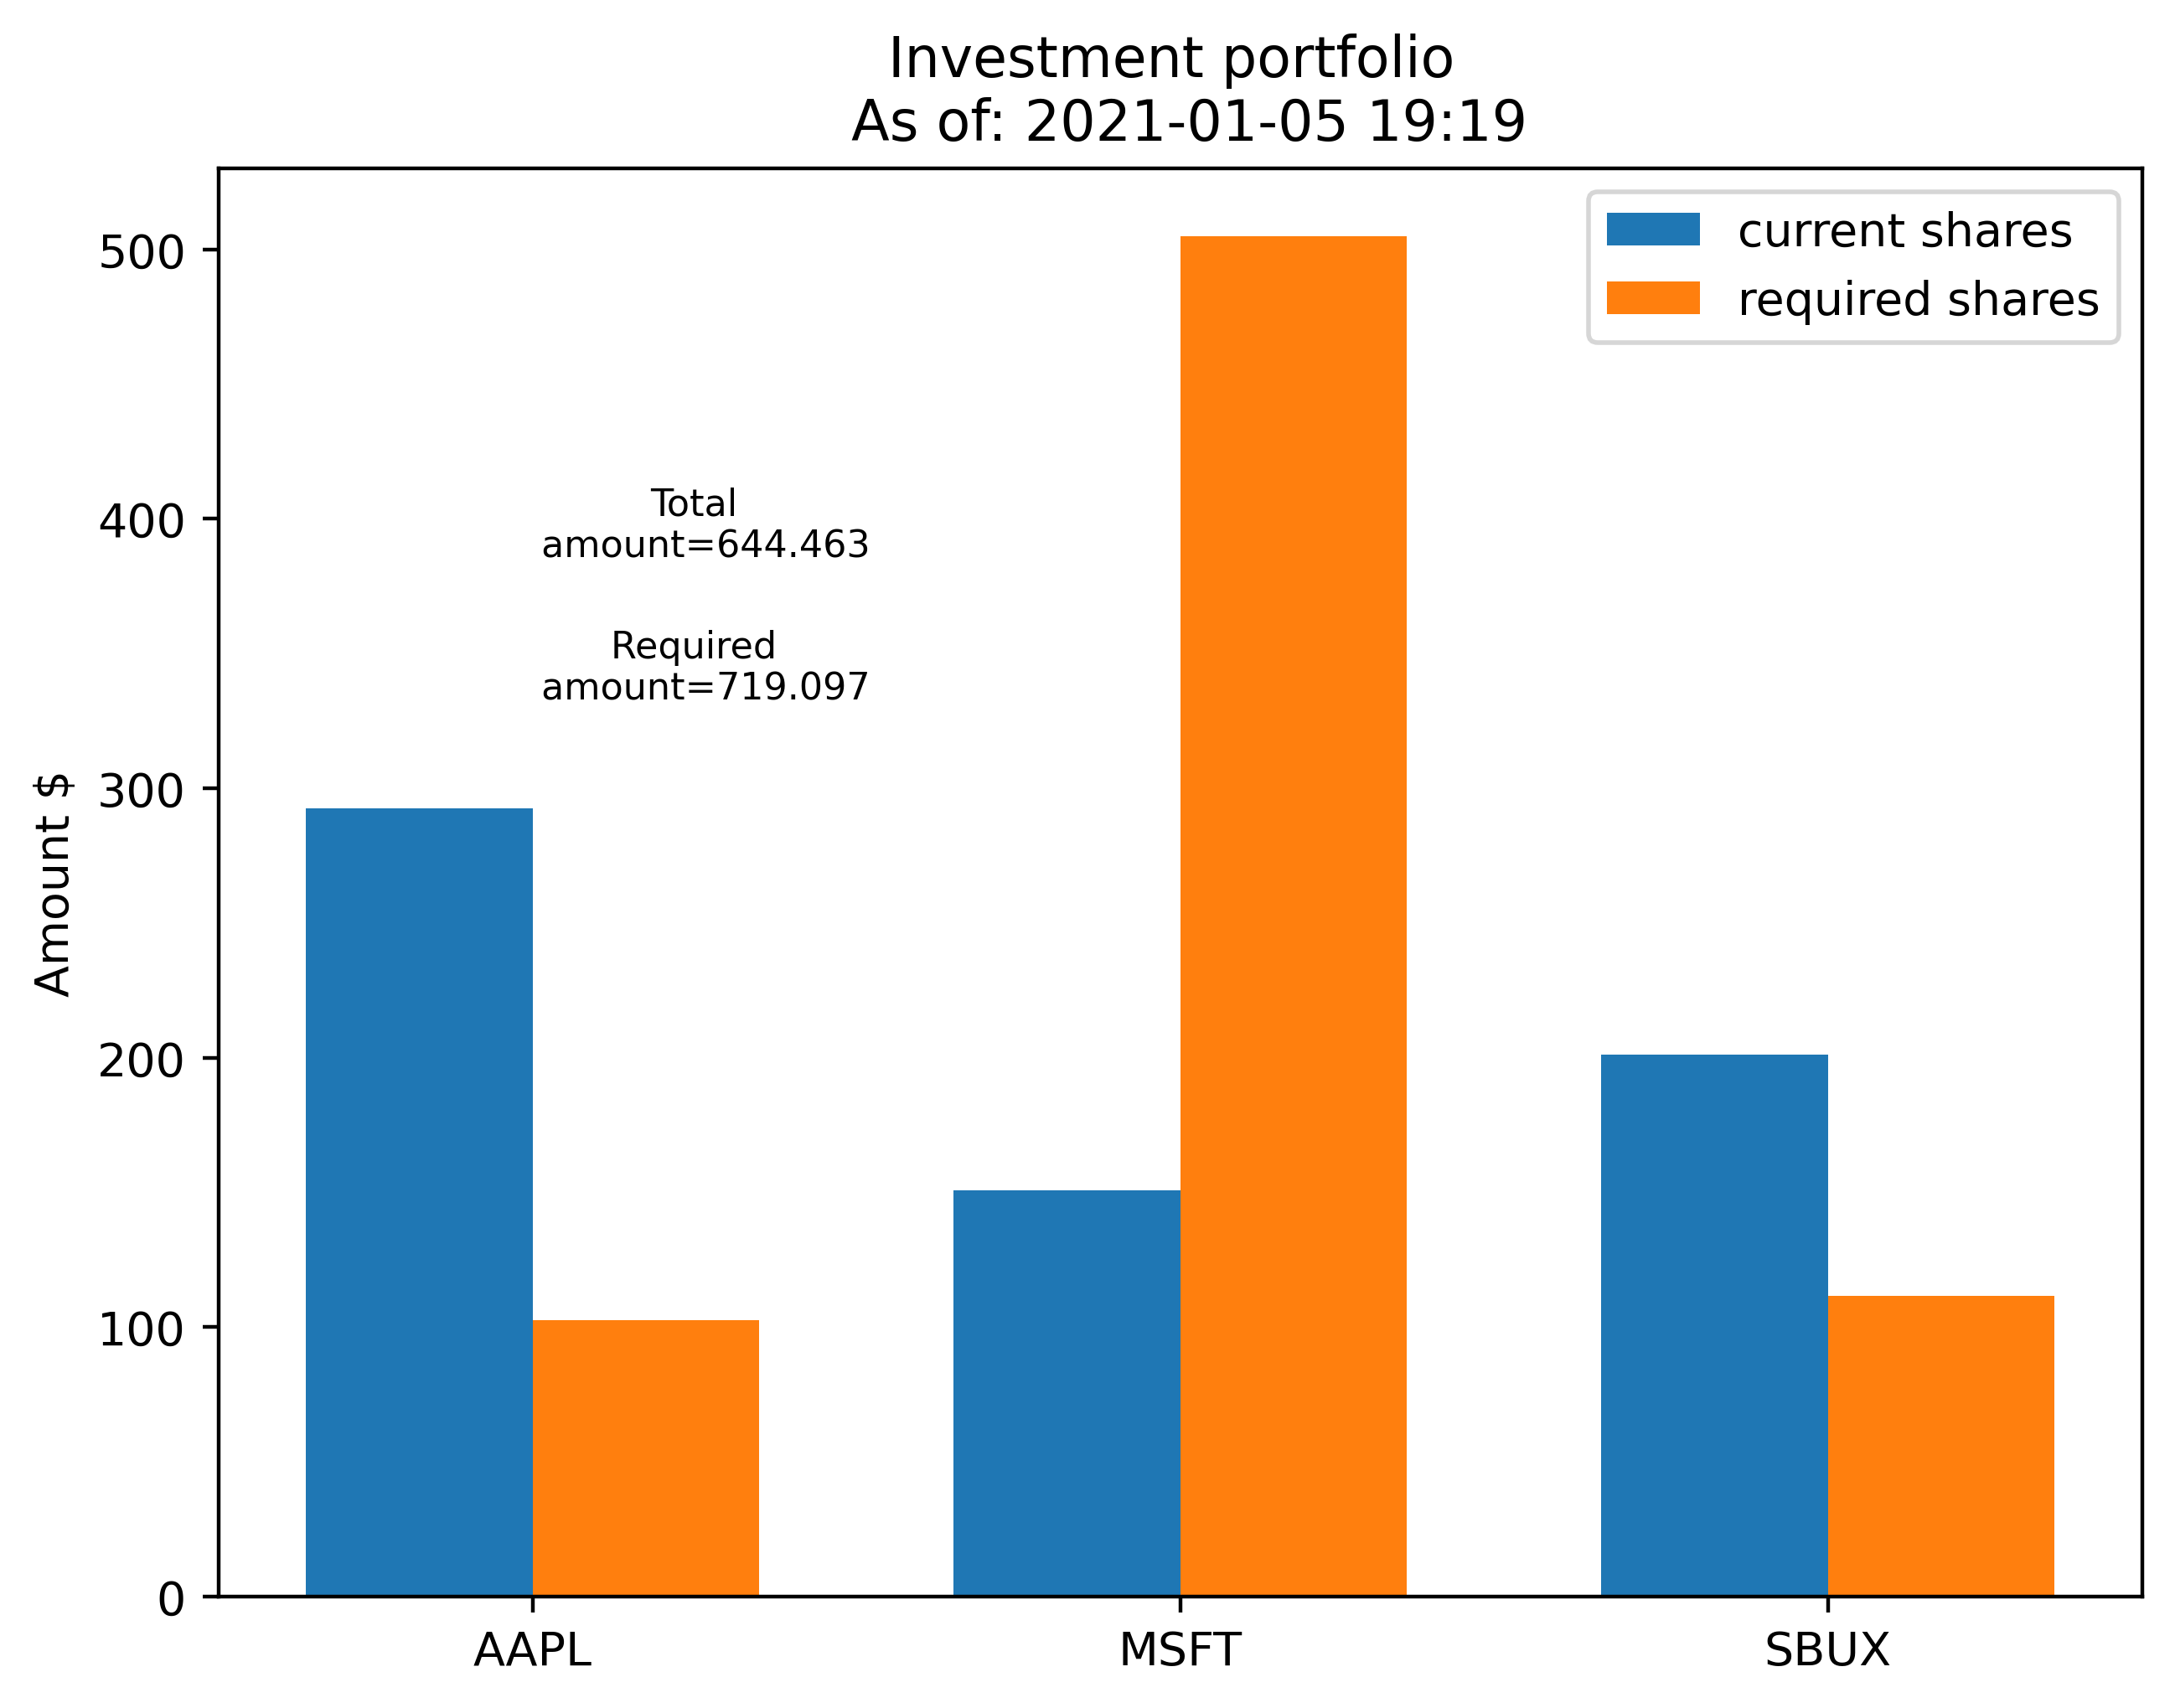 Investment portfolio
As of: 2021-01-05 19:19
current shares
required shares
Total
amount=644.463
Required
amount=719.097
Amount $
500
400
300
200
100
0
AAPL
MSFT
SBUX